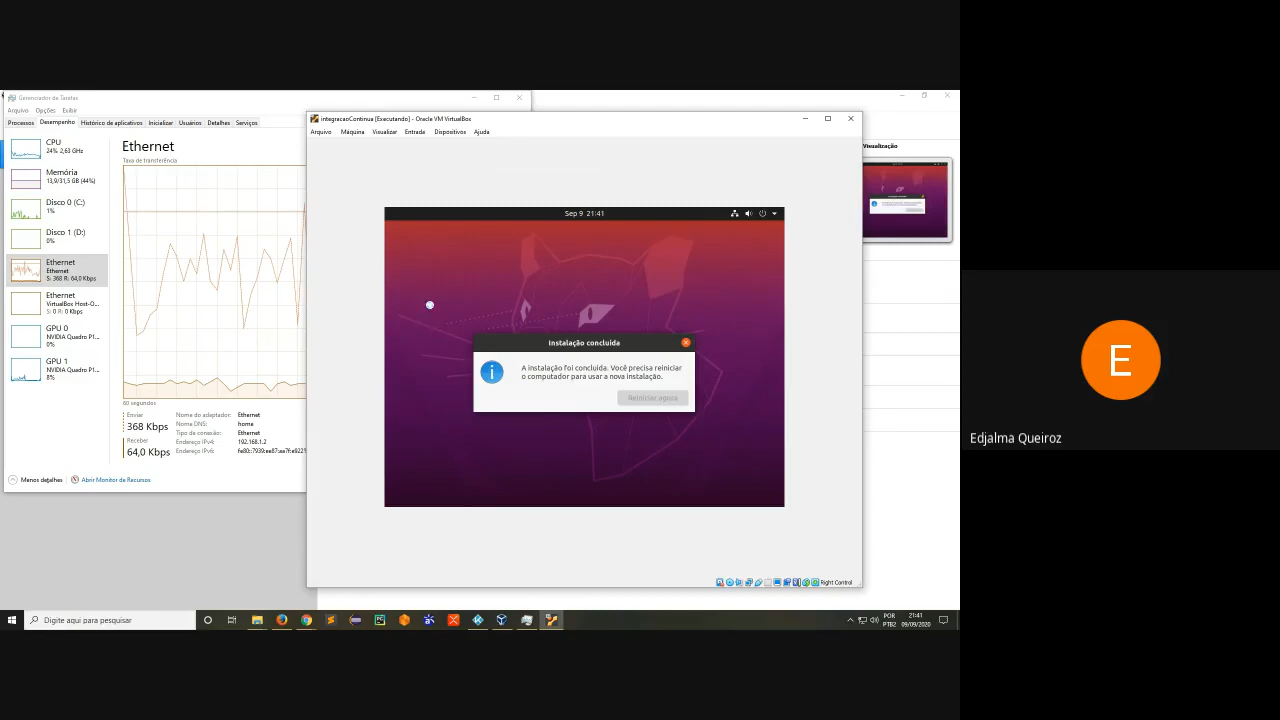 Gerenciador de Tarefas
Arquivo Opções Exibir
Processos Desempenho Histórico de aplicativos Inicializar Usuários Detalhes Serviços
CPU
24% 2,63 GHz
Memória
13,9/31,5 GB (44%)
Disco 0 (C:)
1%
Disco 1 (D:)
0%
Ethernet
Ethernet
S: 368 R: 64,0 Kbps
Ethernet
VirtualBox Host-O...
S: 0 R: 0 Kbps
GPU 0
NVIDIA Quadro P1...
0%
GPU 1
NVIDIA Quadro P1...
8%
Ethernet
Taxa de transferência
60 segundos
Enviar
368 Kbps
Receber
64,0 Kbps
Nome do adaptador: Ethernet
Nome DNS: home
Tipo da conexão: Ethernet
Endereço IPv4: 192.168.1.2
Endereço IPv6:
Menos detalhes
Abrir Monitor de Recursos
integracaoContinua [Executando] - Oracle VM VirtualBox
Arquivo Máquina Visualizar Entrada Dispositivos Ajuda
Sep 9 21:41
Instalação concluída
A instalação foi concluída. Você precisa reiniciar
o computador para usar a nova instalação.
Reiniciar agora
Right Control
Visualização
Digite aqui para pesquisar
POR
PTB2
21:41
09/09/2020
E
Edjalma Queiroz